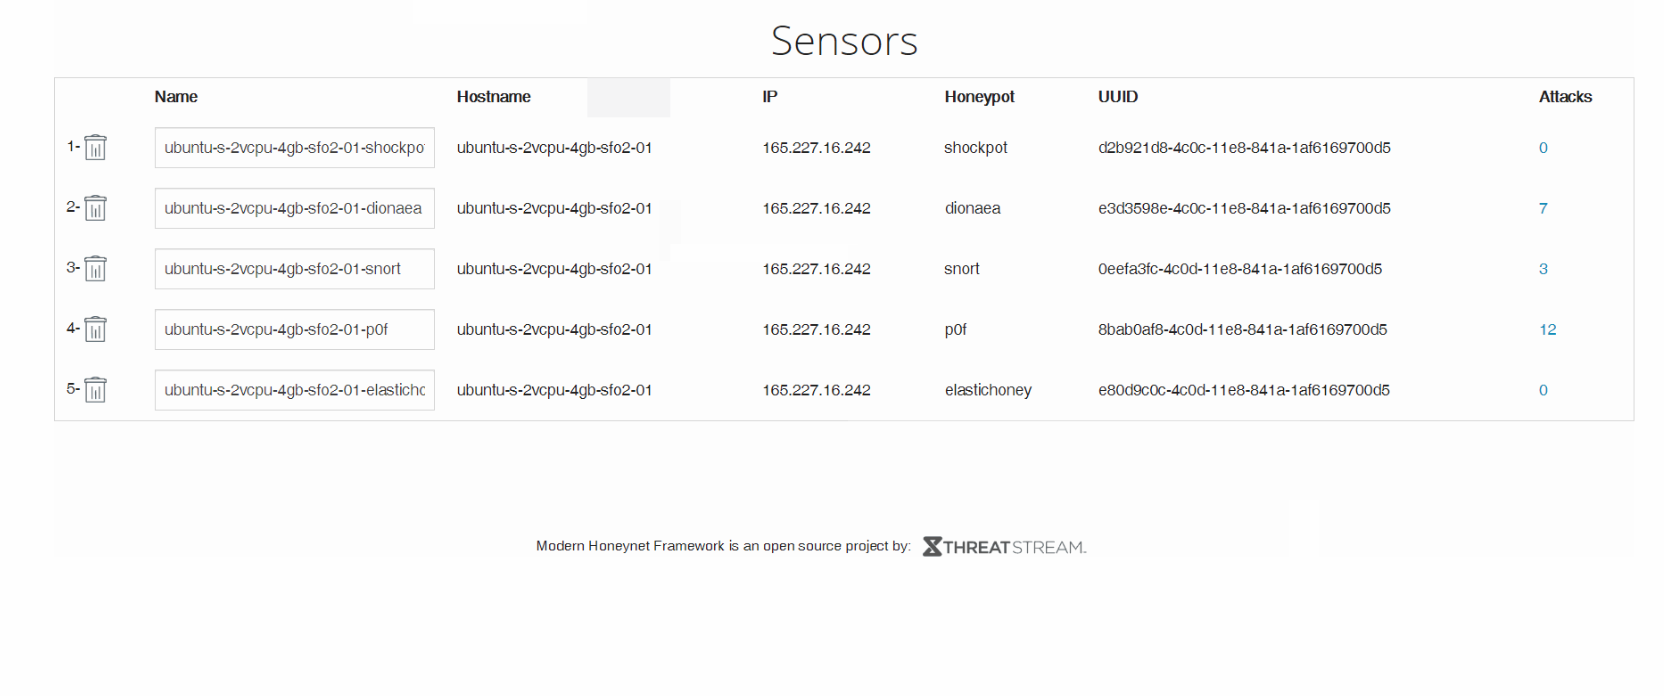 Sensors
Name Hostname IP Honeypot UUID Attacks
1- ubuntu-s-2vcpu-4gb-sfo2-01-shockpo ubuntu-s-2vcpu-4gb-sfo2-01 165.227.16.242 shockpot d2b921d8-4c0c-11e8-841a-1af6169700d5 0
2- ubuntu-s-2vcpu-4gb-sfo2-01-dionaea ubuntu-s-2vcpu-4gb-sfo2-01 165.227.16.242 dionaea e3d3598e-4c0c-11e8-841a-1af6169700d5 7
3- ubuntu-s-2vcpu-4gb-sfo2-01-snort ubuntu-s-2vcpu-4gb-sfo2-01 165.227.16.242 snort 0eefa3fc-4c0d-11e8-841a-1af6169700d5 3
4- ubuntu-s-2vcpu-4gb-sfo2-01-p0f ubuntu-s-2vcpu-4gb-sfo2-01 165.227.16.242 p0f 8bab0af8-4c0d-11e8-841a-1af6169700d5 12
5- ubuntu-s-2vcpu-4gb-sfo2-01-elastichc ubuntu-s-2vcpu-4gb-sfo2-01 165.227.16.242 elastichoney e80d9c0c-4c0d-11e8-841a-1af6169700d5 0
Modern Honeynet Framework is an open source project by: THREATSTREAM.